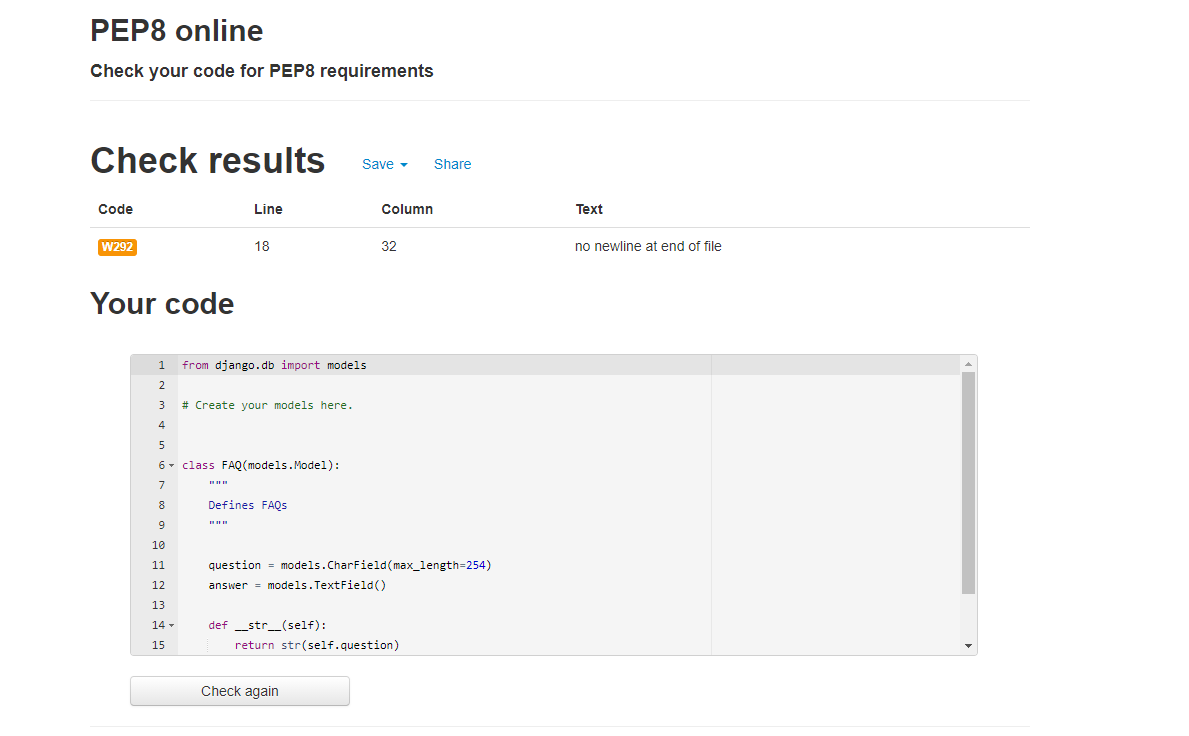 PEP8 online
Check your code for PEP8 requirements
Check results Save Share
Code Line Column Text
W292 18 32 no newline at end of file
Your code
1 from django.db import models
2
3 # Create your models here.
4
5
6 class FAQ(models.Model):
7     """
8     Defines FAQs
9     """
10
11     question = models.CharField(max_length=254)
12     answer = models.TextField()
13
14     def __str__(self):
15         return str(self.question)
Check again